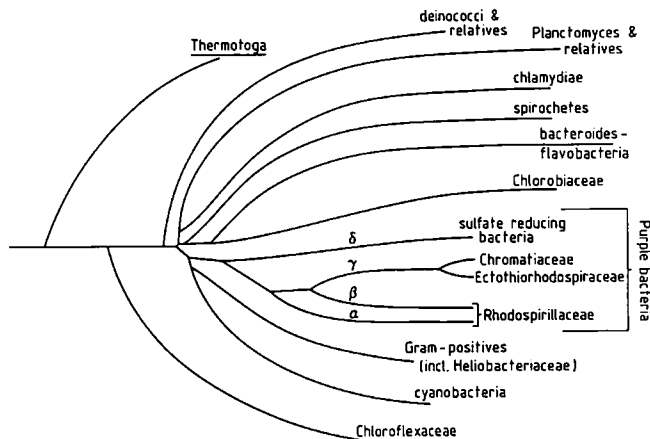 deinococci &
relatives
Planctomyces &
relatives
Thermotoga
chlamydiae
spirochetes
bacteroides-
flavobacteria
Chlorobiaceae
sulfate reducing
bacteria
δ
γ
Chromatiaceae
Ectothiorhodospiraceae
β
α
Rhodospirillaceae
Purple bacteria
Gram-positives
(incl. Heliobacteriaceae)
cyanobacteria
Chloroflexaceae